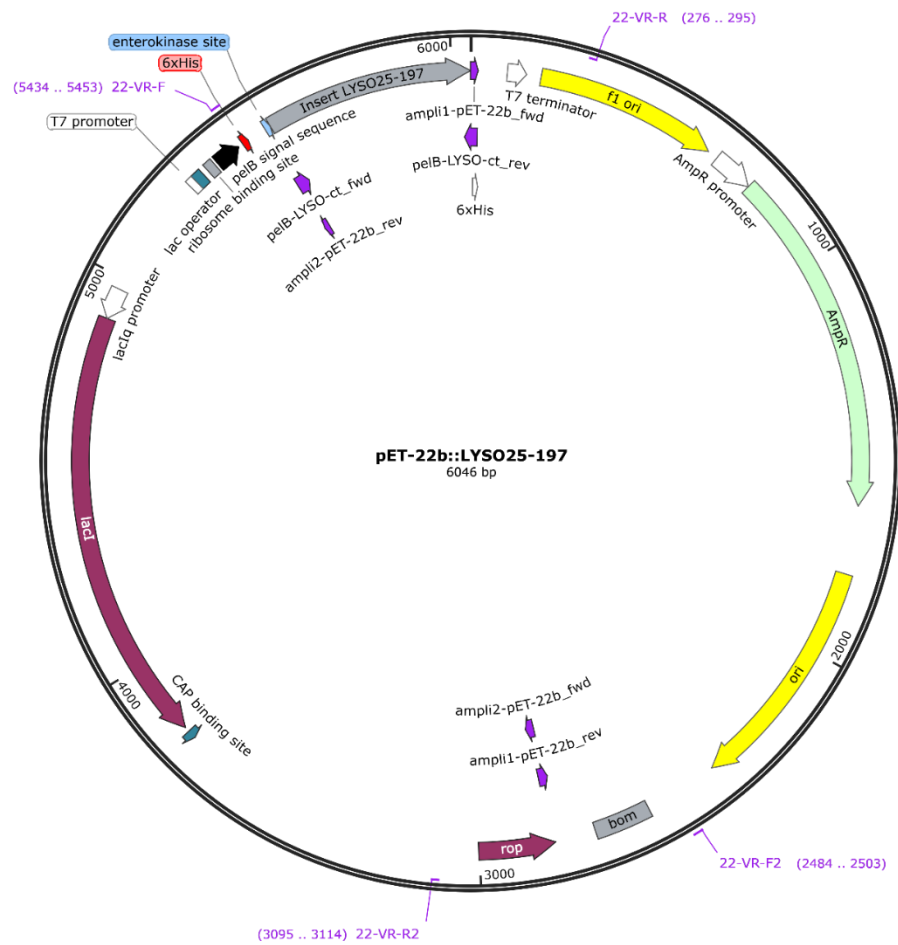 6000
22-VR-R (276 .. 295)
enterokinase site
6xHis
(5434 .. 5453) 22-VR-F
T7 promoter
Insert LYSO25-197
T7 terminator
f1 ori
ampli1-pET-22b_fwd
pelB signal sequence
ribosome binding site
lac operator
pelB-LYSO-ct_rev
pelB-LYSO-ct_fwd
6xHis
ampli2-pET-22b_rev
AmpR promoter
1000
AmpR
5000
lacIq promoter
lacI
pET-22b::LYSO25-197
6046 bp
2000
ori
4000
CAP binding site
ampli2-pET-22b_fwd
ampli1-pET-22b_rev
bom
rop
3000
22-VR-F2 (2484 .. 2503)
(3095 .. 3114) 22-VR-R2